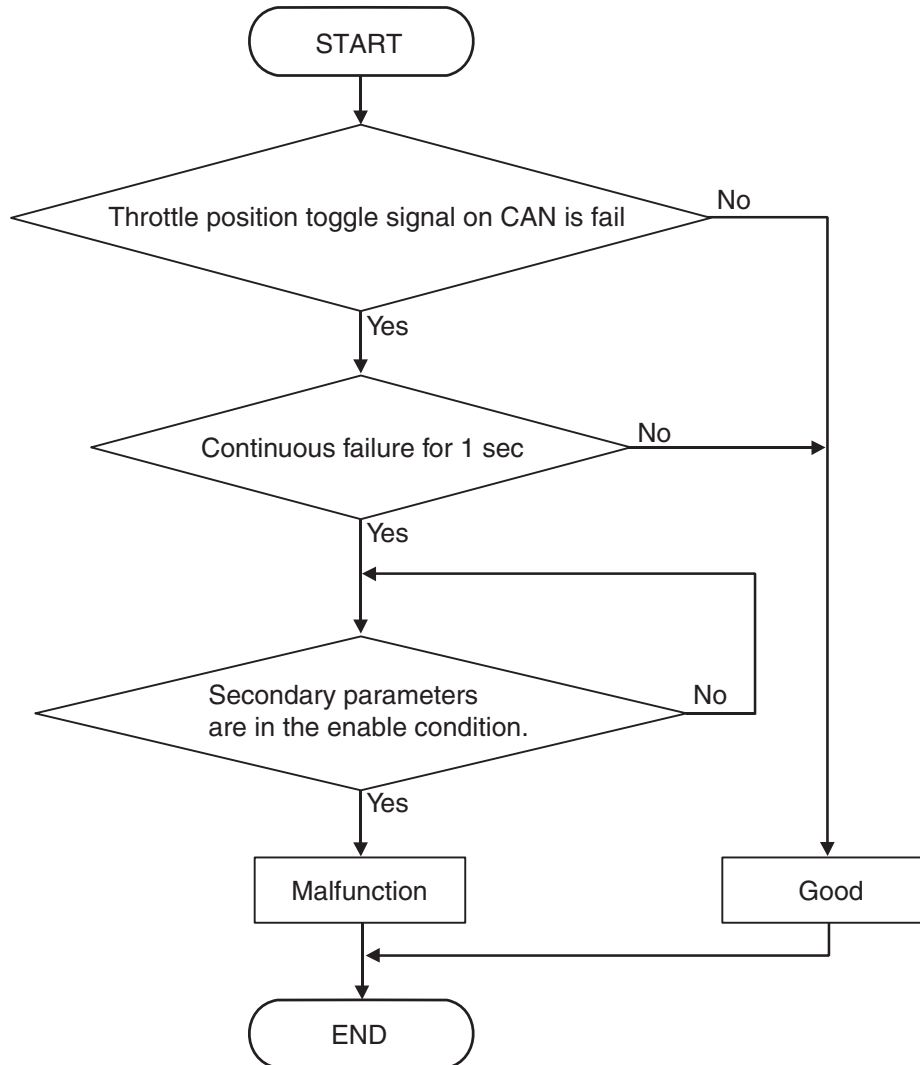 START
Throttle position toggle signal on CAN is fail
No
Yes
Continuous failure for 1 sec
No
Yes
Secondary parameters
are in the enable condition.
No
Yes
Malfunction
Good
END